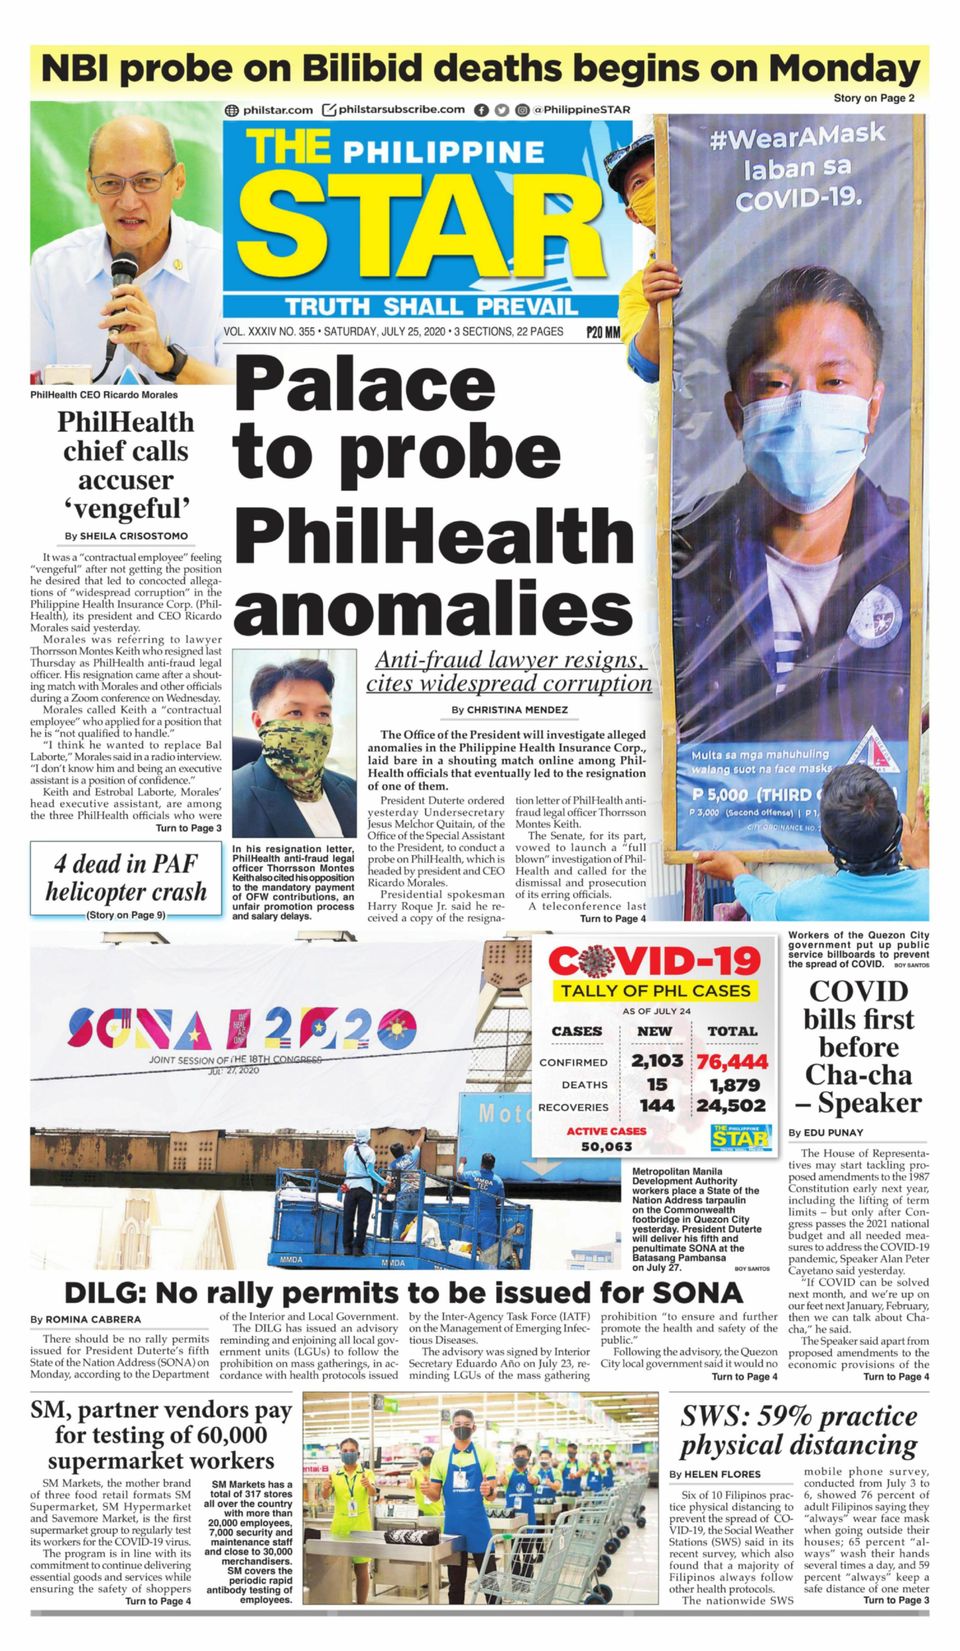 NBI probe on Bilibid deaths begins on Monday
Story on Page 2
philstar.com philstarsubscribe.com @PhilippineSTAR
THE PHILIPPINE
STAR
TRUTH SHALL PREVAIL
VOL. XXXIV NO. 355 • SATURDAY, JULY 25, 2020 • 3 SECTIONS, 22 PAGES ₱20 MM
#WearAMask
laban sa
COVID-19.
Multa sa mga mahuhuling
walang suot na face mask
P 5,000 (THIRD
P 3,000 (Second offense) | P 1,
CITY ORDINANCE NO. 2
PhilHealth CEO Ricardo Morales
PhilHealth
chief calls
accuser
‘vengeful’
By SHEILA CRISOSTOMO
It was a “contractual employee” feeling
“vengeful” after not getting the position
he desired that led to concocted allega-
tions of “widespread corruption” in the
Philippine Health Insurance Corp. (Phil-
Health), its president and CEO Ricardo
Morales said yesterday.
Morales was referring to lawyer
Thorrsson Montes Keith who resigned last
Thursday as PhilHealth anti-fraud legal
officer. His resignation came after a shout-
ing match with Morales and other officials
during a Zoom conference on Wednesday.
Morales called Keith a “contractual
employee” who applied for a position that
he is “not qualified to handle.”
“I think he wanted to replace Bal
Laborte,” Morales said in a radio interview.
“I don’t know him and being an executive
assistant is a position of confidence.”
Keith and Estrobal Laborte, Morales’
head executive assistant, are among
the three PhilHealth officials who were
Turn to Page 3
4 dead in PAF
helicopter crash
(Story on Page 9)
Palace
to probe
PhilHealth
anomalies
Anti-fraud lawyer resigns,
cites widespread corruption
By CHRISTINA MENDEZ
The Office of the President will investigate alleged
anomalies in the Philippine Health Insurance Corp.,
laid bare in a shouting match online among Phil-
Health officials that eventually led to the resignation
of one of them.
President Duterte ordered
yesterday Undersecretary
Jesus Melchor Quitain, of the
Office of the Special Assistant
to the President, to conduct a
probe on PhilHealth, which is
headed by president and CEO
Ricardo Morales.
Presidential spokesman
Harry Roque Jr. said he re-
ceived a copy of the resigna-
tion letter of PhilHealth anti-
fraud legal officer Thorrsson
Montes Keith.
The Senate, for its part,
vowed to launch a “full
blown” investigation of Phil-
Health and called for the
dismissal and prosecution
of its erring officials.
A teleconference last
Turn to Page 4
In his resignation letter,
PhilHealth anti-fraud legal
officer Thorrsson Montes
Keith also cited his opposition
to the mandatory payment
of OFW contributions, an
unfair promotion process
and salary delays.
Workers of the Quezon City
government put up public
service billboards to prevent
the spread of COVID. BOY SANTOS
SONA 2020
JOINT SESSION OF THE 18TH CONGRESS
JULY 27, 2020
Moto
MMDA
MMDA
COVID-19
TALLY OF PHL CASES
AS OF JULY 24
CASES NEW TOTAL
CONFIRMED 2,103 76,444
DEATHS 15 1,879
RECOVERIES 144 24,502
ACTIVE CASES
50,063
THE PHILIPPINE
STAR
Metropolitan Manila
Development Authority
workers place a State of the
Nation Address tarpaulin
on the Commonwealth
footbridge in Quezon City
yesterday. President Duterte
will deliver his fifth and
penultimate SONA at the
Batasang Pambansa
on July 27. BOY SANTOS
COVID
bills first
before
Cha-cha
– Speaker
By EDU PUNAY
The House of Representa-
tives may start tackling pro-
posed amendments to the 1987
Constitution early next year,
including the lifting of term
limits – but only after Con-
gress passes the 2021 national
budget and all needed mea-
sures to address the COVID-19
pandemic, Speaker Alan Peter
Cayetano said yesterday.
“If COVID can be solved
next month, and we’re up on
our feet next January, February,
then we can talk about Cha-
cha,” he said.
The Speaker said apart from
proposed amendments to the
economic provisions of the
Turn to Page 4
DILG: No rally permits to be issued for SONA
By ROMINA CABRERA
There should be no rally permits
issued for President Duterte’s fifth
State of the Nation Address (SONA) on
Monday, according to the Department
of the Interior and Local Government.
The DILG has issued an advisory
reminding and enjoining all local gov-
ernment units (LGUs) to follow the
prohibition on mass gatherings, in ac-
cordance with health protocols issued
by the Inter-Agency Task Force (IATF)
on the Management of Emerging Infec-
tious Diseases.
The advisory was signed by Interior
Secretary Eduardo Año on July 23, re-
minding LGUs of the mass gathering
prohibition “to ensure and further
promote the health and safety of the
public.”
Following the advisory, the Quezon
City local government said it would no
Turn to Page 4
SM, partner vendors pay
for testing of 60,000
supermarket workers
SM Markets, the mother brand
of three food retail formats SM
Supermarket, SM Hypermarket
and Savemore Market, is the first
supermarket group to regularly test
its workers for the COVID-19 virus.
The program is in line with its
commitment to continue delivering
essential goods and services while
ensuring the safety of shoppers
Turn to Page 4
SM Markets has a
total of 317 stores
all over the country
with more than
20,000 employees,
7,000 security and
maintenance staff
and close to 30,000
merchandisers.
SM covers the
periodic rapid
antibody testing of
employees.
SWS: 59% practice
physical distancing
By HELEN FLORES
Six of 10 Filipinos prac-
tice physical distancing to
prevent the spread of CO-
VID-19, the Social Weather
Stations (SWS) said in its
recent survey, which also
found that a majority of
Filipinos always follow
other health protocols.
The nationwide SWS
mobile phone survey,
conducted from July 3 to
6, showed 76 percent of
adult Filipinos saying they
“always” wear face mask
when going outside their
houses; 65 percent “al-
ways” wash their hands
several times a day, and 59
percent “always” keep a
safe distance of one meter
Turn to Page 3